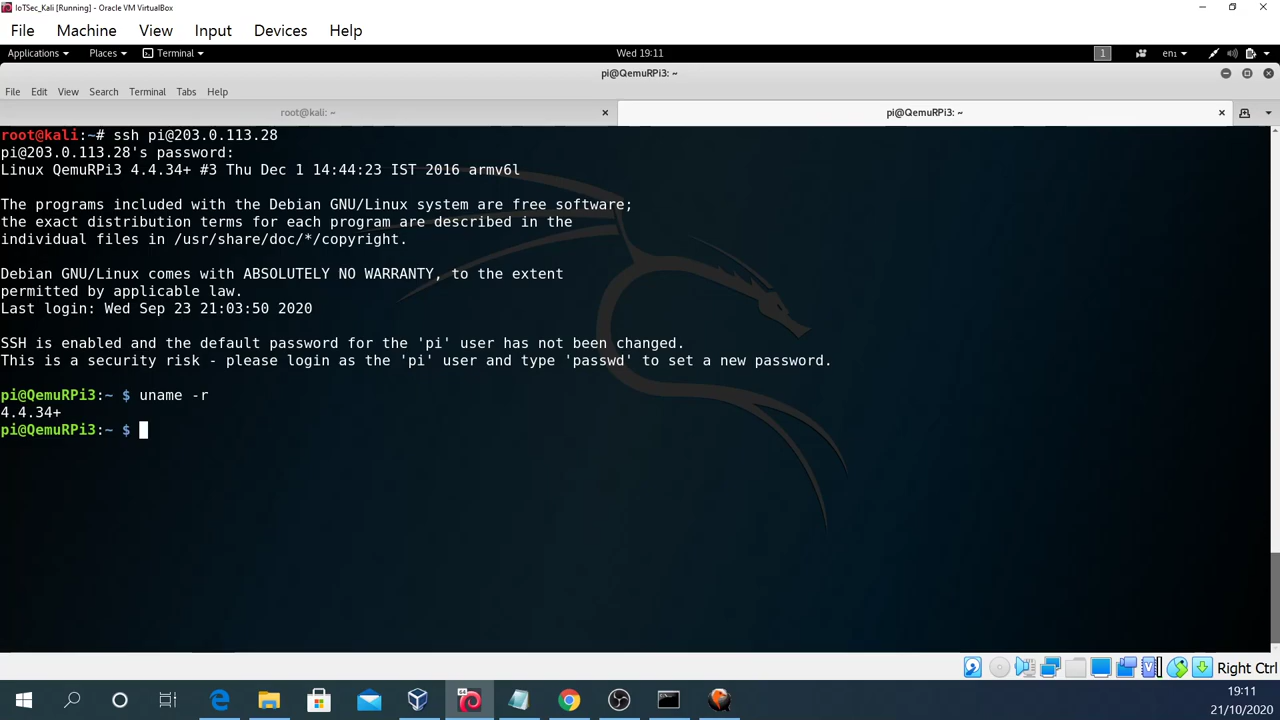 IoTSec_Kali [Running] - Oracle VM VirtualBox
File Machine View Input Devices Help
Applications Places Terminal Wed 19:11 1 en1
pi@QemuRPi3: ~
File Edit View Search Terminal Tabs Help
root@kali: ~ pi@QemuRPi3: ~
root@kali:~# ssh pi@203.0.113.28
pi@203.0.113.28's password:
Linux QemuRPi3 4.4.34+ #3 Thu Dec 1 14:44:23 IST 2016 armv6l
The programs included with the Debian GNU/Linux system are free software;
the exact distribution terms for each program are described in the
individual files in /usr/share/doc/*/copyright.
Debian GNU/Linux comes with ABSOLUTELY NO WARRANTY, to the extent
permitted by applicable law.
Last login: Wed Sep 23 21:03:50 2020
SSH is enabled and the default password for the 'pi' user has not been changed.
This is a security risk - please login as the 'pi' user and type 'passwd' to set a new password.
pi@QemuRPi3:~ $ uname -r
4.4.34+
pi@QemuRPi3:~ $
Right Ctrl
19:11
21/10/2020